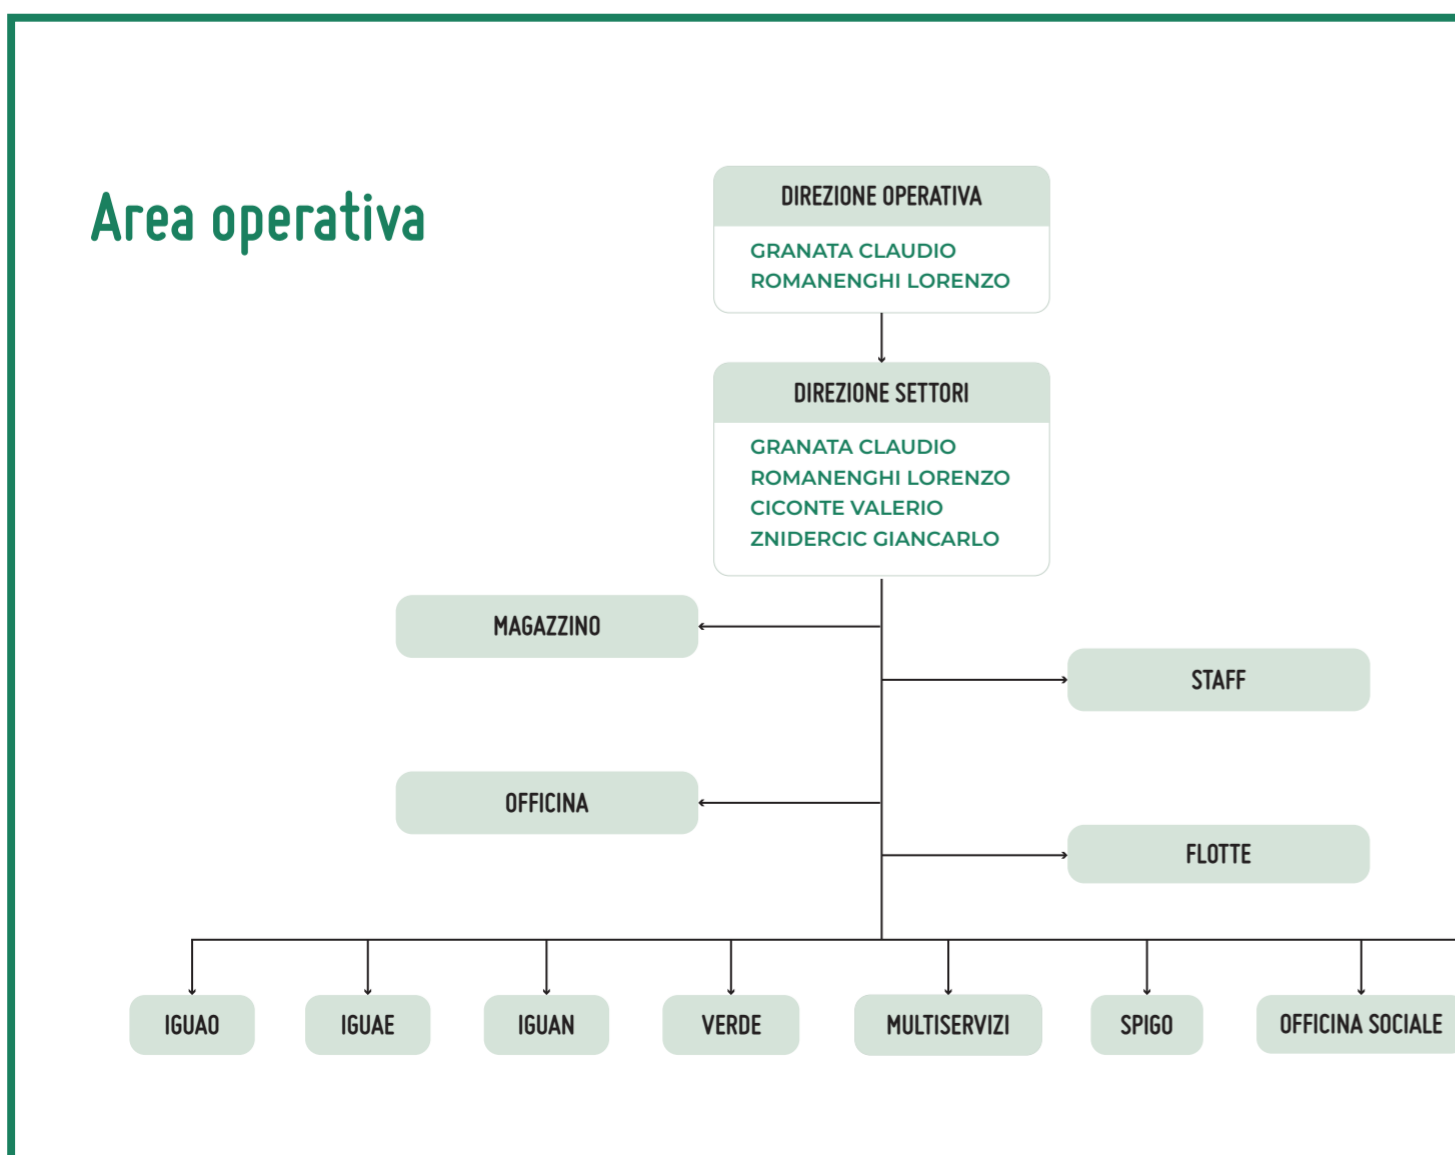 Area operativa
DIREZIONE OPERATIVA
GRANATA CLAUDIO
ROMANENGHI LORENZO
DIREZIONE SETTORI
GRANATA CLAUDIO
ROMANENGHI LORENZO
CICONTE VALERIO
ZNIDERCIC GIANCARLO
MAGAZZINO
STAFF
OFFICINA
FLOTTE
IGUAO
IGUAE
IGUAN
VERDE
MULTISERVIZI
SPIGO
OFFICINA SOCIALE